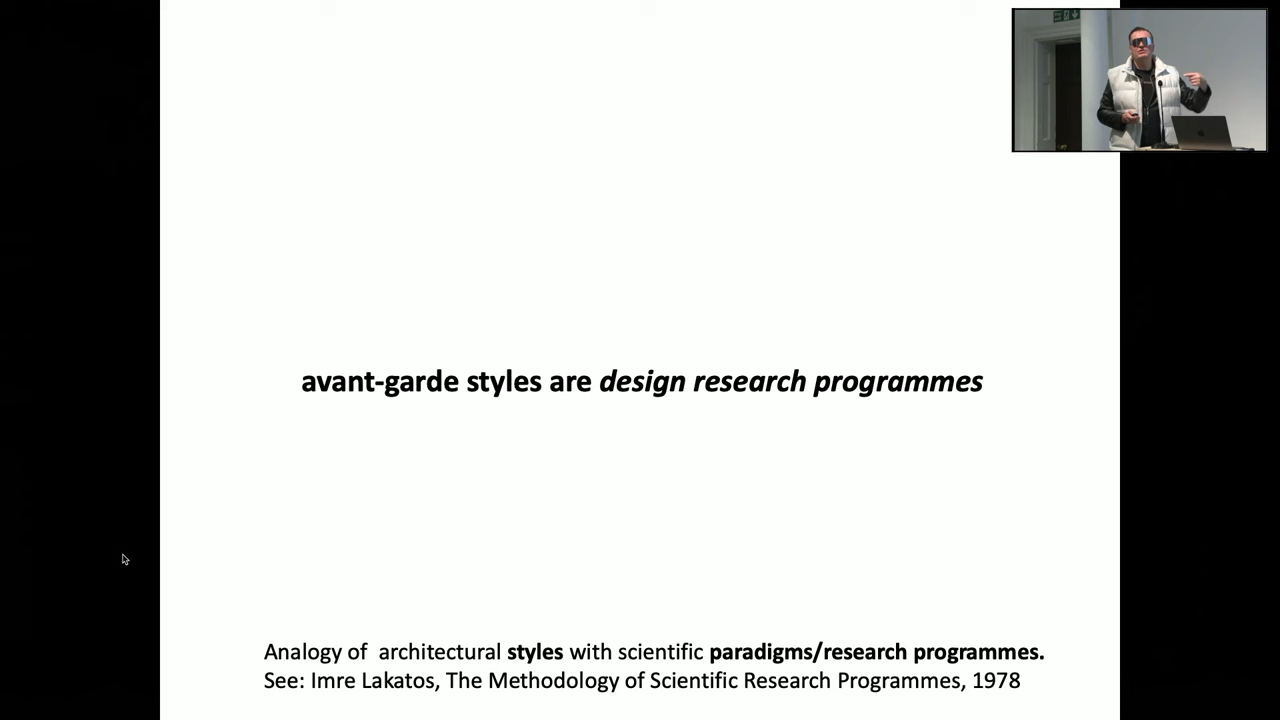 avant-garde styles are design research programmes
Analogy of architectural styles with scientific paradigms/research programmes.
See: Imre Lakatos, The Methodology of Scientific Research Programmes, 1978